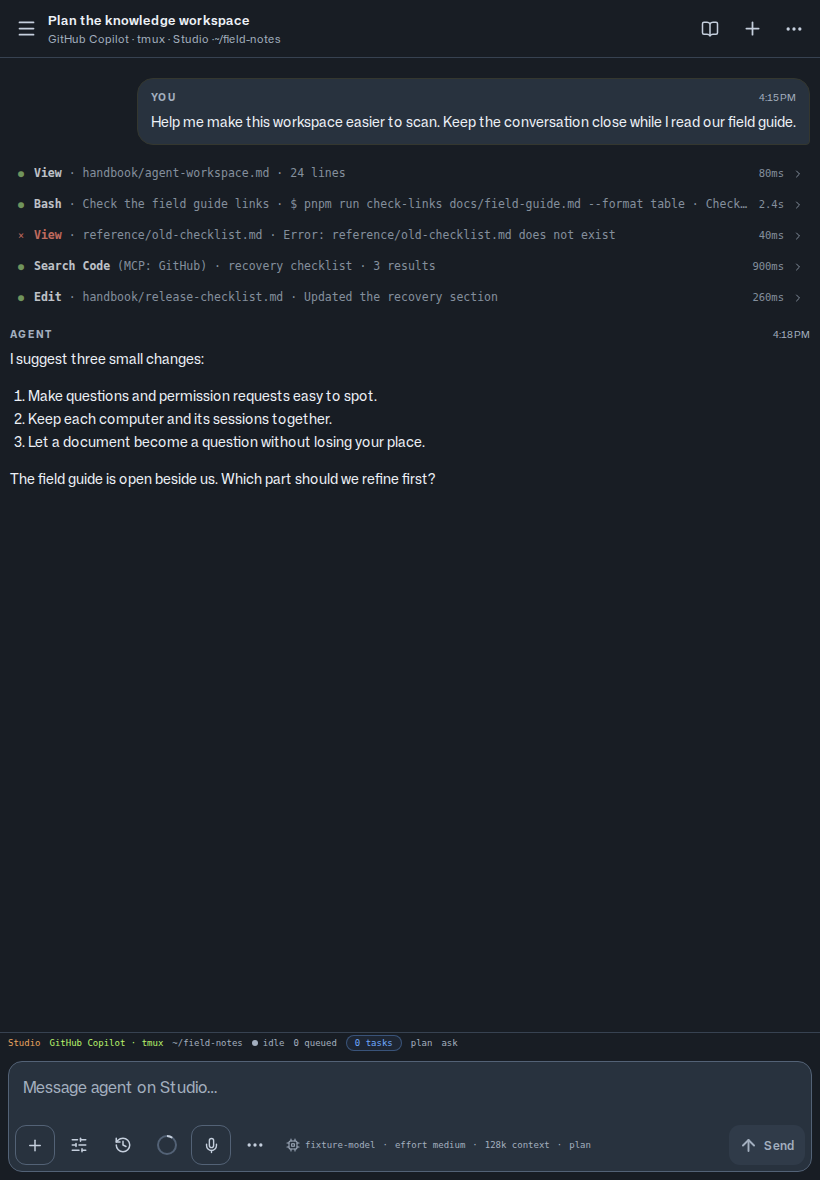 Plan the knowledge workspace
GitHub Copilot · tmux · Studio ·~/field-notes
YOU 4:15PM
Help me make this workspace easier to scan. Keep the conversation close while I read our field guide.
View · handbook/agent-workspace.md · 24 lines 80ms
Bash · Check the field guide links · $ pnpm run check-links docs/field-guide.md --format table · Check… 2.4s
× View · reference/old-checklist.md · Error: reference/old-checklist.md does not exist 40ms
Search Code (MCP: GitHub) · recovery checklist · 3 results 900ms
Edit · handbook/release-checklist.md · Updated the recovery section 260ms
AGENT 4:18PM
I suggest three small changes:
1. Make questions and permission requests easy to spot.
2. Keep each computer and its sessions together.
3. Let a document become a question without losing your place.
The field guide is open beside us. Which part should we refine first?
Studio GitHub Copilot · tmux ~/field-notes idle 0 queued 0 tasks plan ask
Message agent on Studio...
fixture-model · effort medium · 128k context · plan Send